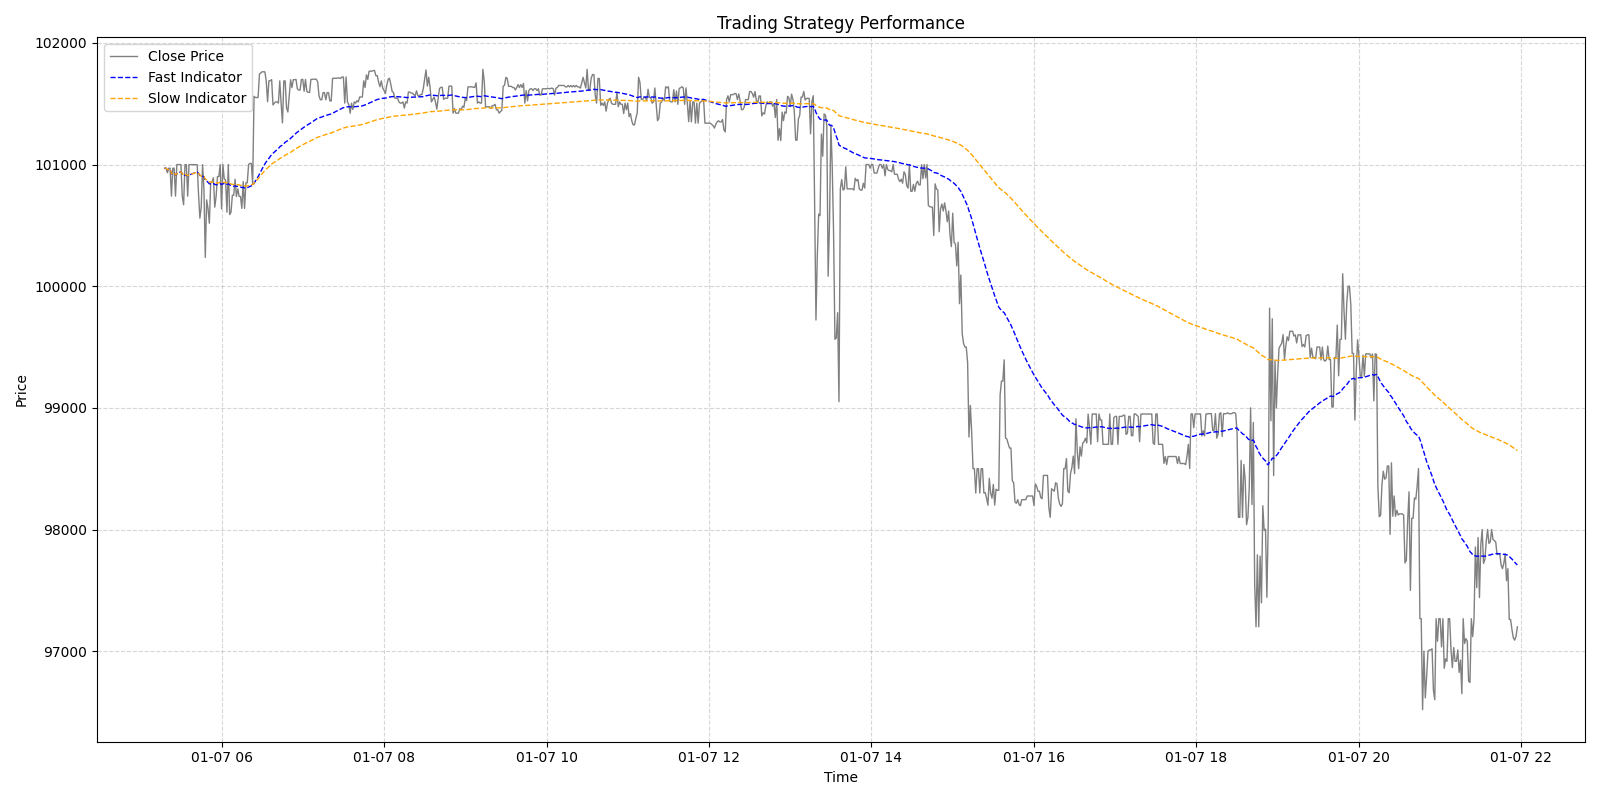 Trading Strategy Performance
Close Price
Fast Indicator
Slow Indicator
102000
101000
100000
99000
98000
97000
Price
01-07 06
01-07 08
01-07 10
01-07 12
01-07 14
01-07 16
01-07 18
01-07 20
01-07 22
Time